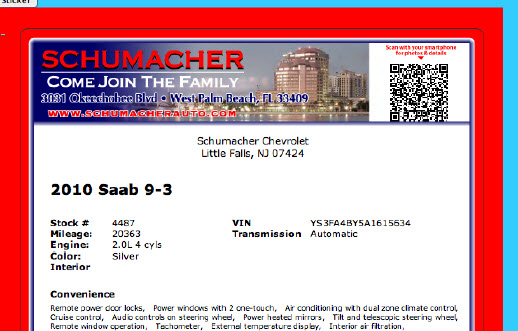 Sticker
SCHUMACHER
COME JOIN THE FAMILY
3031 Okeechobee Blvd • West Palm Beach, FL 33409
WWW.SCHUMACHERAUTO.COM
Scan with your smartphone
for photos & details
Schumacher Chevrolet
Little Falls, NJ 07424
2010 Saab 9-3
Stock # 4487 VIN YS3FA4BY5A1615634
Mileage: 20363 Transmission Automatic
Engine: 2.0L 4 cyls
Color: Silver
Interior
Convenience
Remote power door locks, Power windows with 2 one-touch, Air conditioning with dual zone climate control,
Cruise control, Audio controls on steering wheel, Power heated mirrors, Tilt and telescopic steering wheel,
Remote window operation, Tachometer, External temperature display, Interior air filtration,